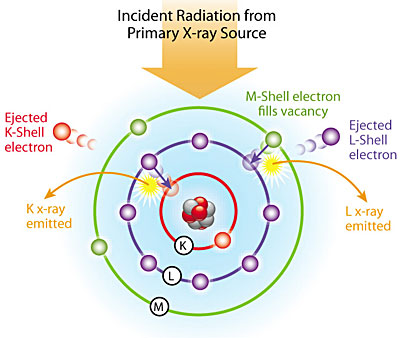 Incident Radiation from
Primary X-ray Source
Ejected
K-Shell
electron
M-Shell electron
fills vacancy
Ejected
L-Shell
electron
K x-ray
emitted
L x-ray
emitted
K
L
M